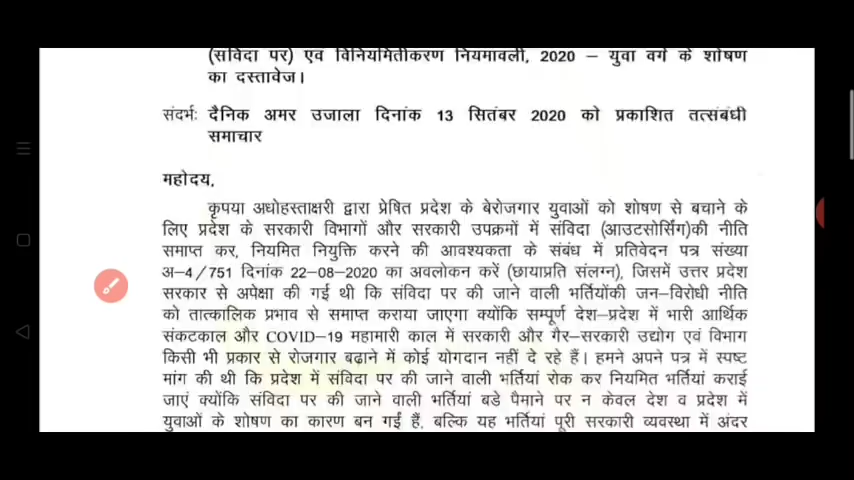 (संविदा पर) एवं विनियमितीकरण नियमावली, 2020 – युवा वर्ग के शोषण
का दस्तावेज।
संदर्भः दैनिक अमर उजाला दिनांक 13 सितंबर 2020 को प्रकाशित तत्संबंधी
समाचार
महोदय,
कृपया अधोहस्ताक्षरी द्वारा प्रेषित प्रदेश के बेरोजगार युवाओं को शोषण से बचाने के
लिए प्रदेश के सरकारी विभागों और सरकारी उपक्रमों में संविदा (आउटसोर्सिंग)की नीति
समाप्त कर, नियमित नियुक्ति करने की आवश्यकता के संबंध में प्रतिवेदन पत्र संख्या
अ–4/751 दिनांक 22–08–2020 का अवलोकन करें (छायाप्रति संलग्न), जिसमें उत्तर प्रदेश
सरकार से अपेक्षा की गई थी कि संविदा पर की जाने वाली भर्तियोंकी जन–विरोधी नीति
को तात्कालिक प्रभाव से समाप्त कराया जाएगा क्योंकि सम्पूर्ण देश–प्रदेश में भारी आर्थिक
संकटकाल और COVID–19 महामारी काल में सरकारी और गैर–सरकारी उद्योग एवं विभाग
किसी भी प्रकार से रोजगार बढ़ाने में कोई योगदान नहीं दे रहे हैं। हमने अपने पत्र में स्पष्ट
मांग की थी कि प्रदेश में संविदा पर की जाने वाली भर्तियां रोक कर नियमित भर्तियां कराई
जाएं क्योंकि संविदा पर की जाने वाली भर्तियां बडे पैमाने पर न केवल देश व प्रदेश में
युवाओं के शोषण का कारण बन गईं हैं, बल्कि यह भर्तियां पूरी सरकारी व्यवस्था में अंदर